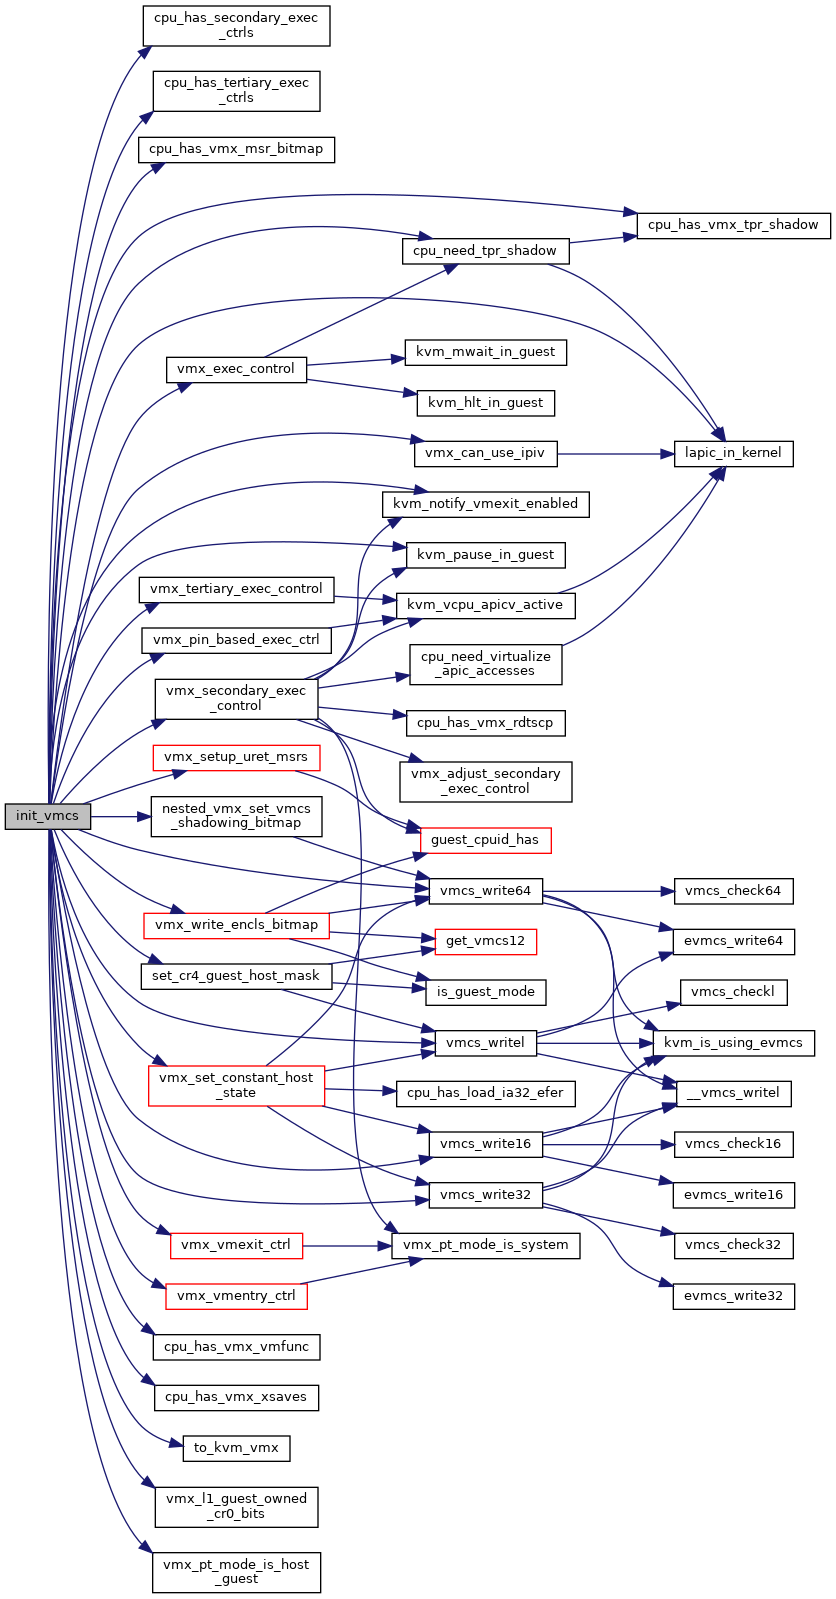 cpu_has_secondary_exec
_ctrls
cpu_has_tertiary_exec
_ctrls
cpu_has_vmx_msr_bitmap
cpu_has_vmx_tpr_shadow
cpu_need_tpr_shadow
kvm_mwait_in_guest
vmx_exec_control
kvm_hlt_in_guest
vmx_can_use_ipiv
lapic_in_kernel
kvm_notify_vmexit_enabled
kvm_pause_in_guest
vmx_tertiary_exec_control
kvm_vcpu_apicv_active
vmx_pin_based_exec_ctrl
cpu_need_virtualize
_apic_accesses
vmx_secondary_exec
_control
cpu_has_vmx_rdtscp
vmx_setup_uret_msrs
vmx_adjust_secondary
_exec_control
init_vmcs
nested_vmx_set_vmcs
_shadowing_bitmap
guest_cpuid_has
vmcs_write64
vmcs_check64
vmx_write_encls_bitmap
get_vmcs12
evmcs_write64
set_cr4_guest_host_mask
is_guest_mode
vmcs_checkl
vmcs_writel
kvm_is_using_evmcs
vmx_set_constant_host
_state
cpu_has_load_ia32_efer
__vmcs_writel
vmcs_write16
vmcs_check16
vmcs_write32
evmcs_write16
vmx_vmexit_ctrl
vmx_pt_mode_is_system
vmcs_check32
vmx_vmentry_ctrl
evmcs_write32
cpu_has_vmx_vmfunc
cpu_has_vmx_xsaves
to_kvm_vmx
vmx_l1_guest_owned
_cr0_bits
vmx_pt_mode_is_host
_guest